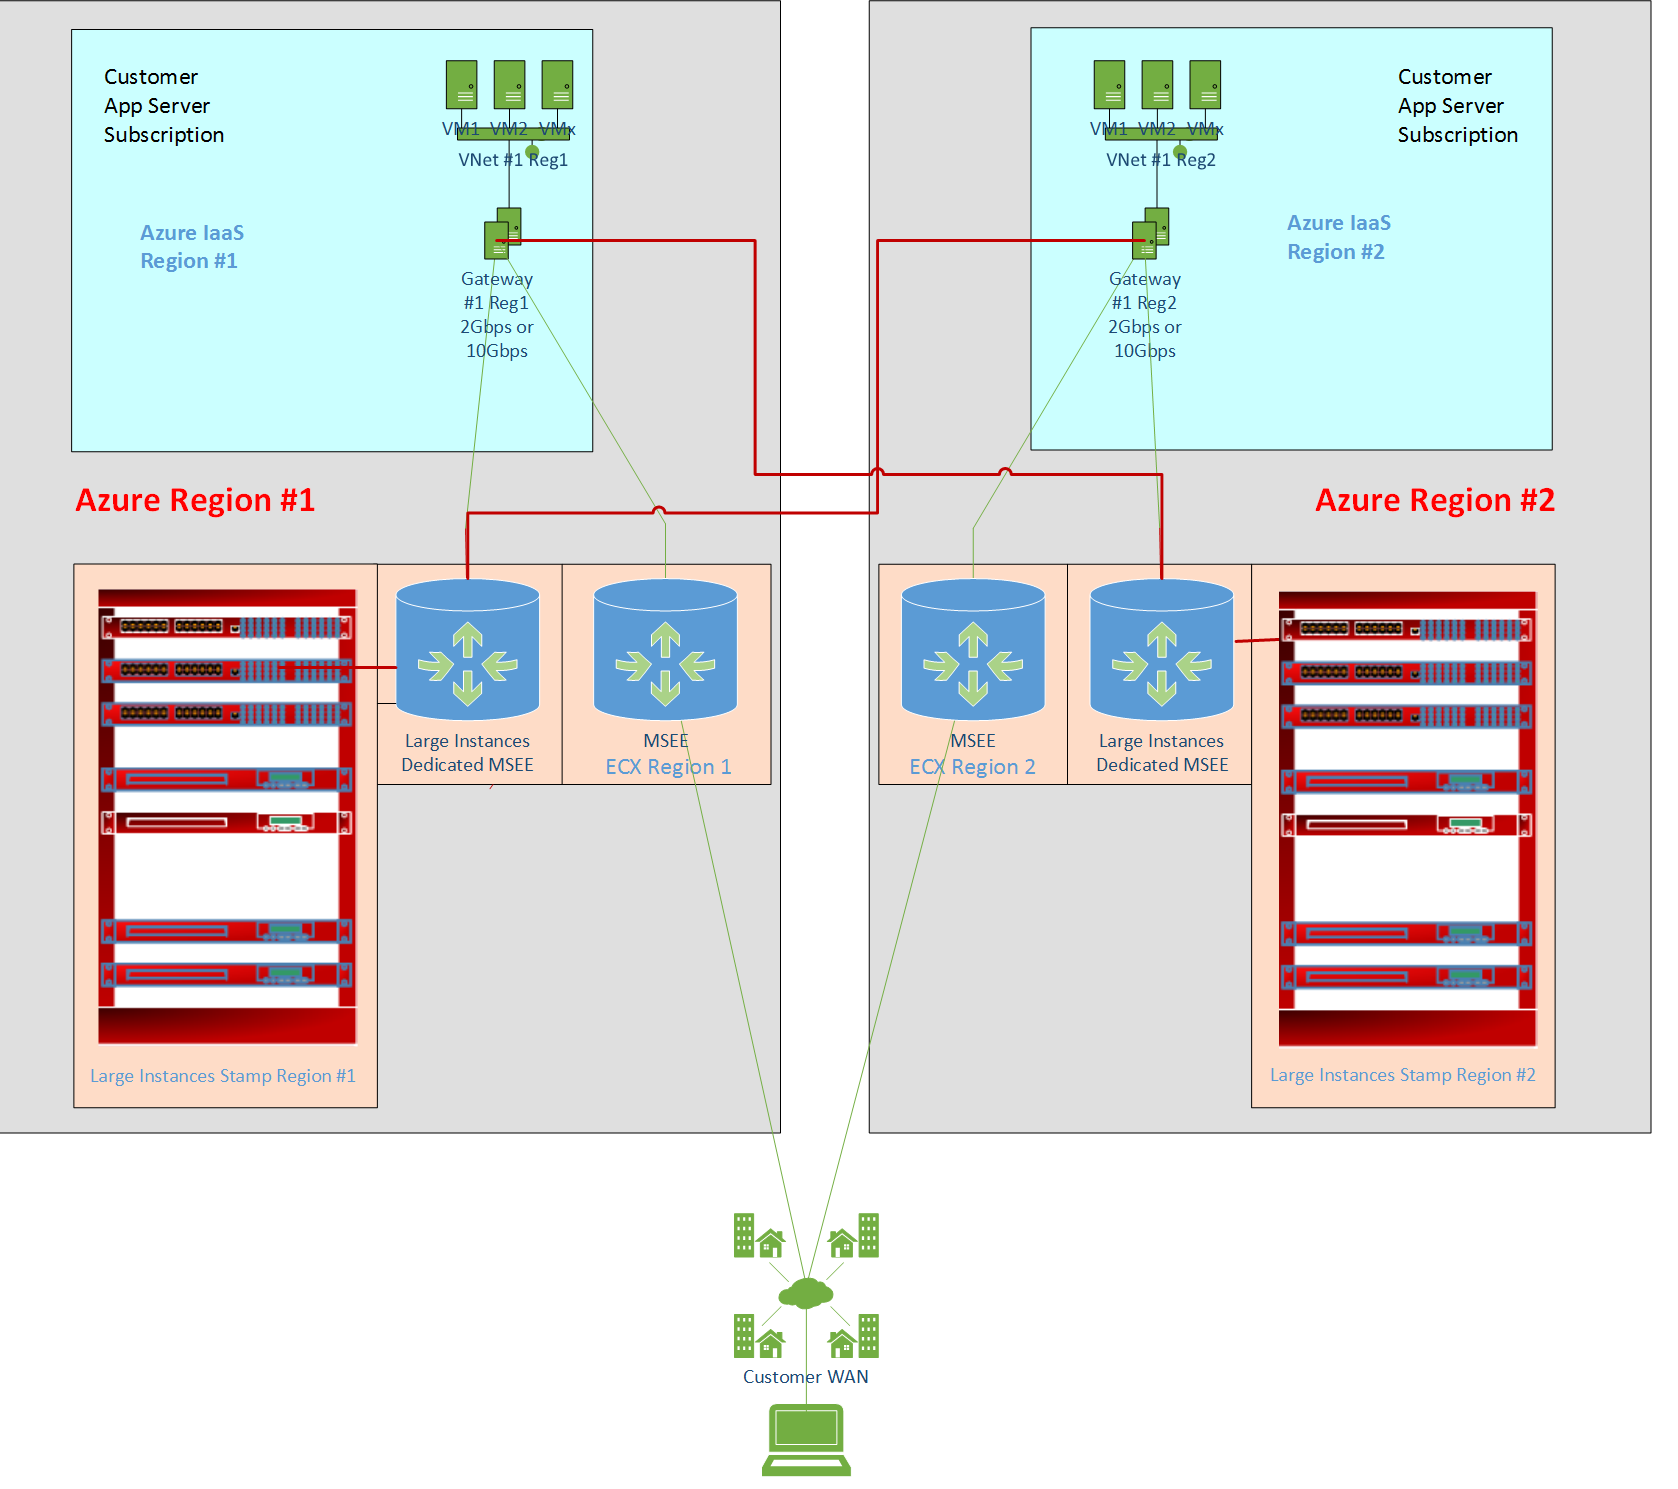 Customer
App Server
Subscription
VM1 VM2 VMx
VNet #1 Reg1
Azure IaaS
Region #1
Gateway
#1 Reg1
2Gbps or
10Gbps
Azure Region #1
Large Instances
Dedicated MSEE
MSEE
ECX Region 1
Large Instances Stamp Region #1
VM1 VM2 VMx
VNet #1 Reg2
Customer
App Server
Subscription
Azure IaaS
Region #2
Gateway
#1 Reg2
2Gbps or
10Gbps
Azure Region #2
MSEE
ECX Region 2
Large Instances
Dedicated MSEE
Large Instances Stamp Region #2
Customer WAN